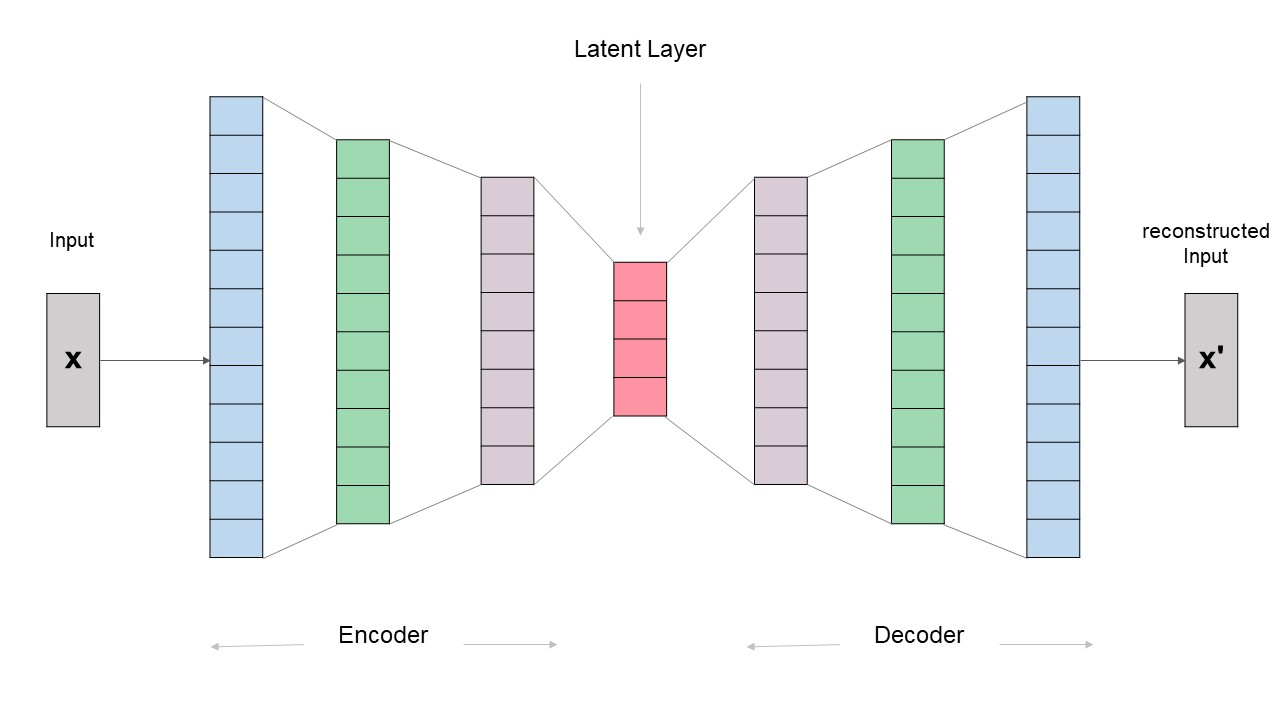 Latent Layer
Input
x
reconstructed
Input
x'
Encoder
Decoder